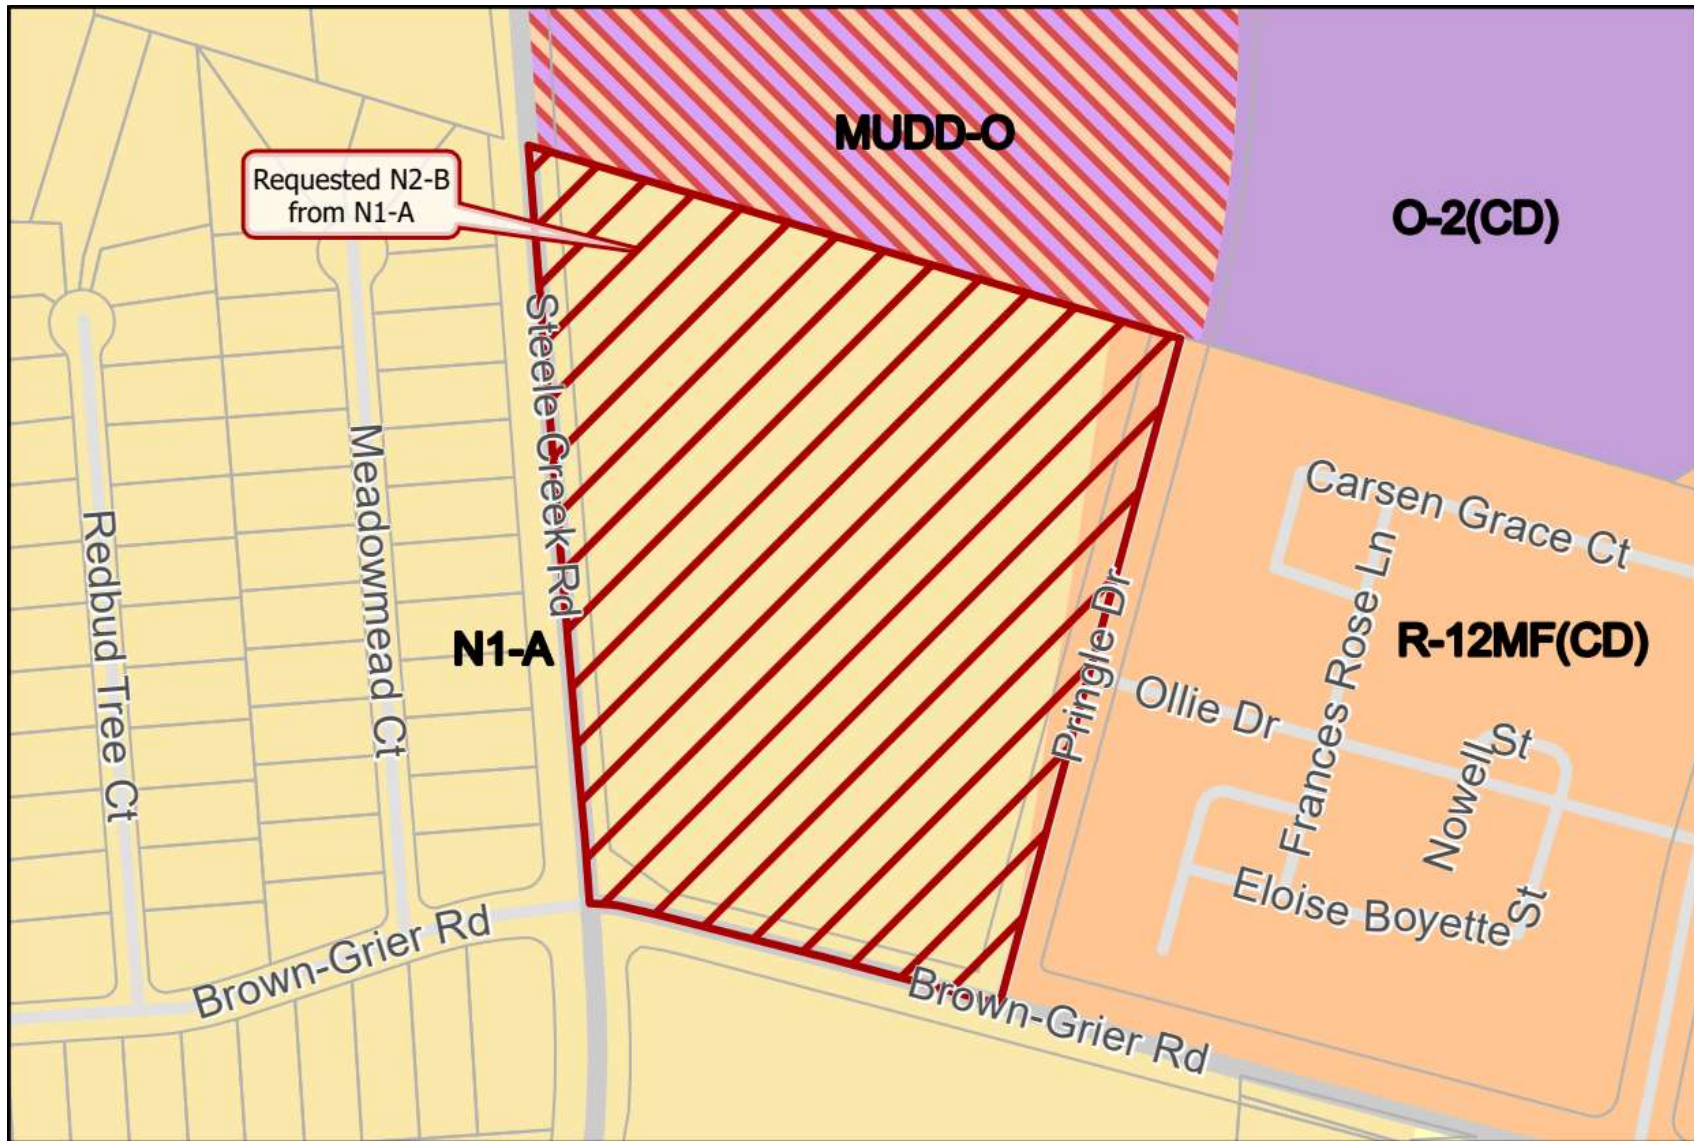 MUDD-O
O-2(CD)
Requested N2-B
from N1-A
Steele Creek Rd
Meadowmead Ct
Redbud Tree Ct
N1-A
Carsen Grace Ct
Frances Rose Ln
R-12MF(CD)
Pringle Dr
Ollie Dr
Nowell St
Eloise Boyette St
Brown-Grier Rd
Brown-Grier Rd